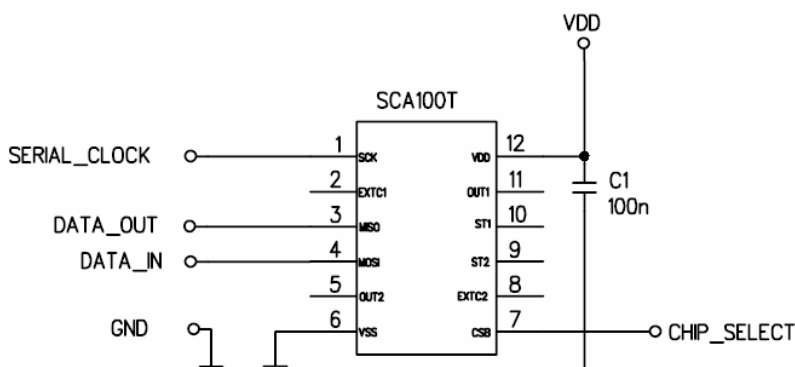 VDD
SCA100T
SERIAL_CLOCK 1 SCK VDD 12
2 EXTC1 OUT1 11
C1
100n
DATA_OUT 3 MISO ST1 10
DATA_IN 4 MOSI ST2 9
5 OUT2 EXTC2 8
GND 6 VSS CSB 7 CHIP_SELECT